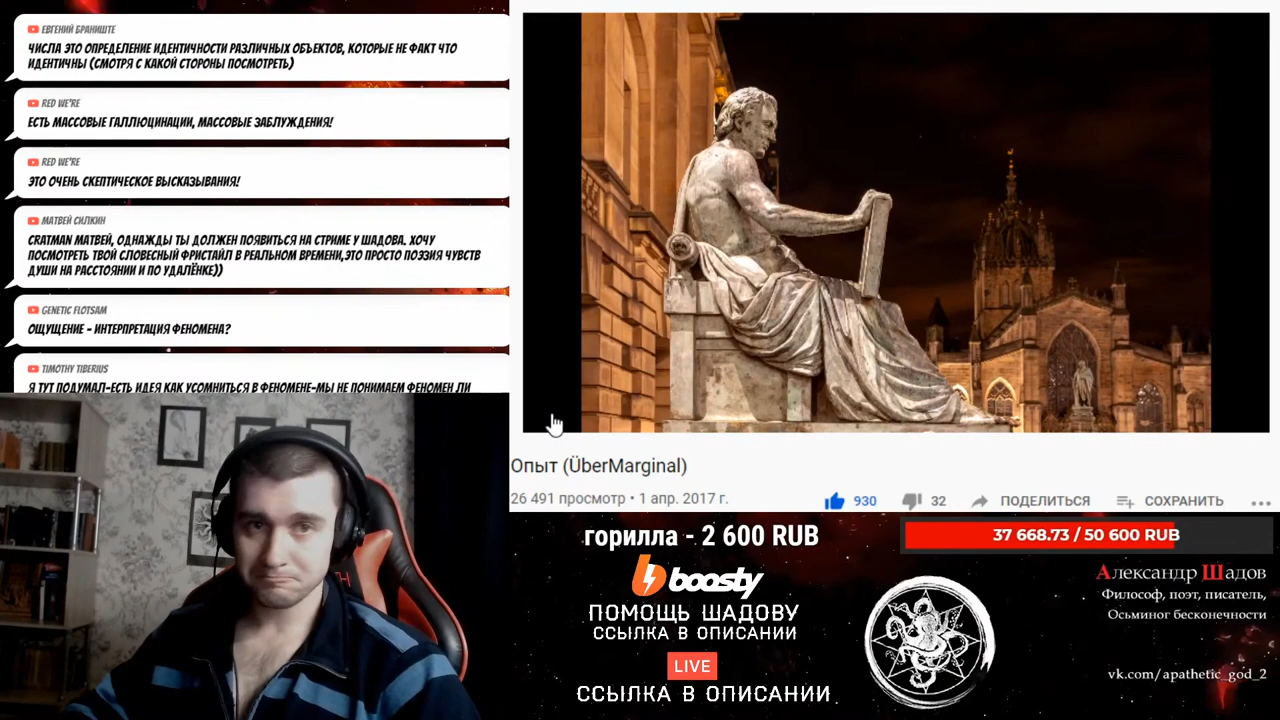 ЕВГЕНИЙ БРАНИШТЕ
ЧИСЛА ЭТО ОПРЕДЕЛЕНИЕ ИДЕНТИЧНОСТИ РАЗЛИЧНЫХ ОБЪЕКТОВ, КОТОРЫЕ НЕ ФАКТ ЧТО
ИДЕНТИЧНЫ (СМОТРЯ С КАКОЙ СТОРОНЫ ПОСМОТРЕТЬ)
RED WE'RE
ЕСТЬ МАССОВЫЕ ГАЛЛЮЦИНАЦИИ, МАССОВЫЕ ЗАБЛУЖДЕНИЯ!
RED WE'RE
ЭТО ОЧЕНЬ СКЕПТИЧЕСКОЕ ВЫСКАЗЫВАНИЯ!
МАТВЕЙ СИЛКИН
CRATMAN МАТВЕЙ, ОДНАЖДЫ ТЫ ДОЛЖЕН ПОЯВИТЬСЯ НА СТРИМЕ У ШАДОВА. ХОЧУ
ПОСМОТРЕТЬ ТВОЙ СЛОВЕСНЫЙ ФРИСТАЙЛ В РЕАЛЬНОМ ВРЕМЕНИ,ЭТО ПРОСТО ПОЭЗИЯ ЧУВСТВ
ДУШИ НА РАССТОЯНИИ И ПО УДАЛЁНКЕ))
GENETIC FLOTSAM
ОЩУЩЕНИЕ - ИНТЕРПРЕТАЦИЯ ФЕНОМЕНА?
TIMOTHY TIBERIUS
Я ТУТ ПОДУМАЛ-ЕСТЬ ИДЕЯ КАК УСОМНИТЬСЯ В ФЕНОМЕНЕ-МЫ НЕ ПОНИМАЕМ ФЕНОМЕН ЛИ
Опыт (ÜberMarginal)
26 491 просмотр • 1 апр. 2017 г.
930
32
ПОДЕЛИТЬСЯ
СОХРАНИТЬ
горилла - 2 600 RUB
boosty
ПОМОЩЬ ШАДОВУ
ССЫЛКА В ОПИСАНИИ
LIVE
ССЫЛКА В ОПИСАНИИ
37 668.73 / 50 600 RUB
Александр Шадов
Философ, поэт, писатель,
Осьминог бесконечности
vk.com/apathetic_god_2